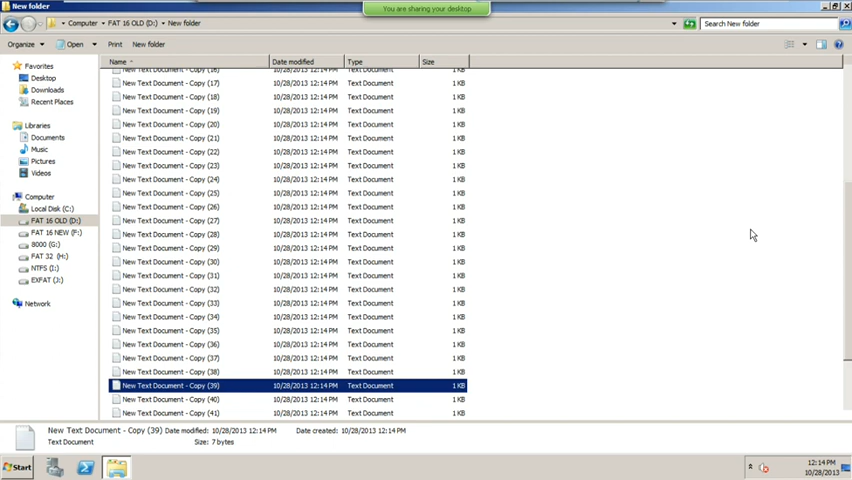 New folder
You are sharing your desktop
Computer FAT 16 OLD (D:) New folder
Search New folder
Organize Open Print New folder
Favorites
Desktop
Downloads
Recent Places
Libraries
Documents
Music
Pictures
Videos
Computer
Local Disk (C:)
FAT 16 OLD (D:)
FAT 16 NEW (F:)
8000 (G:)
FAT 32 (H:)
NTFS (I:)
EXFAT (J:)
Network
Name Date modified Type Size
New Text Document - Copy (16) 10/28/2013 12:14 PM Text Document 1 KB
New Text Document - Copy (17) 10/28/2013 12:14 PM Text Document 1 KB
New Text Document - Copy (18) 10/28/2013 12:14 PM Text Document 1 KB
New Text Document - Copy (19) 10/28/2013 12:14 PM Text Document 1 KB
New Text Document - Copy (20) 10/28/2013 12:14 PM Text Document 1 KB
New Text Document - Copy (21) 10/28/2013 12:14 PM Text Document 1 KB
New Text Document - Copy (22) 10/28/2013 12:14 PM Text Document 1 KB
New Text Document - Copy (23) 10/28/2013 12:14 PM Text Document 1 KB
New Text Document - Copy (24) 10/28/2013 12:14 PM Text Document 1 KB
New Text Document - Copy (25) 10/28/2013 12:14 PM Text Document 1 KB
New Text Document - Copy (26) 10/28/2013 12:14 PM Text Document 1 KB
New Text Document - Copy (27) 10/28/2013 12:14 PM Text Document 1 KB
New Text Document - Copy (28) 10/28/2013 12:14 PM Text Document 1 KB
New Text Document - Copy (29) 10/28/2013 12:14 PM Text Document 1 KB
New Text Document - Copy (30) 10/28/2013 12:14 PM Text Document 1 KB
New Text Document - Copy (31) 10/28/2013 12:14 PM Text Document 1 KB
New Text Document - Copy (32) 10/28/2013 12:14 PM Text Document 1 KB
New Text Document - Copy (33) 10/28/2013 12:14 PM Text Document 1 KB
New Text Document - Copy (34) 10/28/2013 12:14 PM Text Document 1 KB
New Text Document - Copy (35) 10/28/2013 12:14 PM Text Document 1 KB
New Text Document - Copy (36) 10/28/2013 12:14 PM Text Document 1 KB
New Text Document - Copy (37) 10/28/2013 12:14 PM Text Document 1 KB
New Text Document - Copy (38) 10/28/2013 12:14 PM Text Document 1 KB
New Text Document - Copy (39) 10/28/2013 12:14 PM Text Document 1 KB
New Text Document - Copy (40) 10/28/2013 12:14 PM Text Document 1 KB
New Text Document - Copy (41) 10/28/2013 12:14 PM Text Document 1 KB
New Text Document - Copy (39) Date modified: 10/28/2013 12:14 PM Date created: 10/28/2013 12:14 PM
Text Document Size: 7 bytes
Start
12:14 PM
10/28/2013